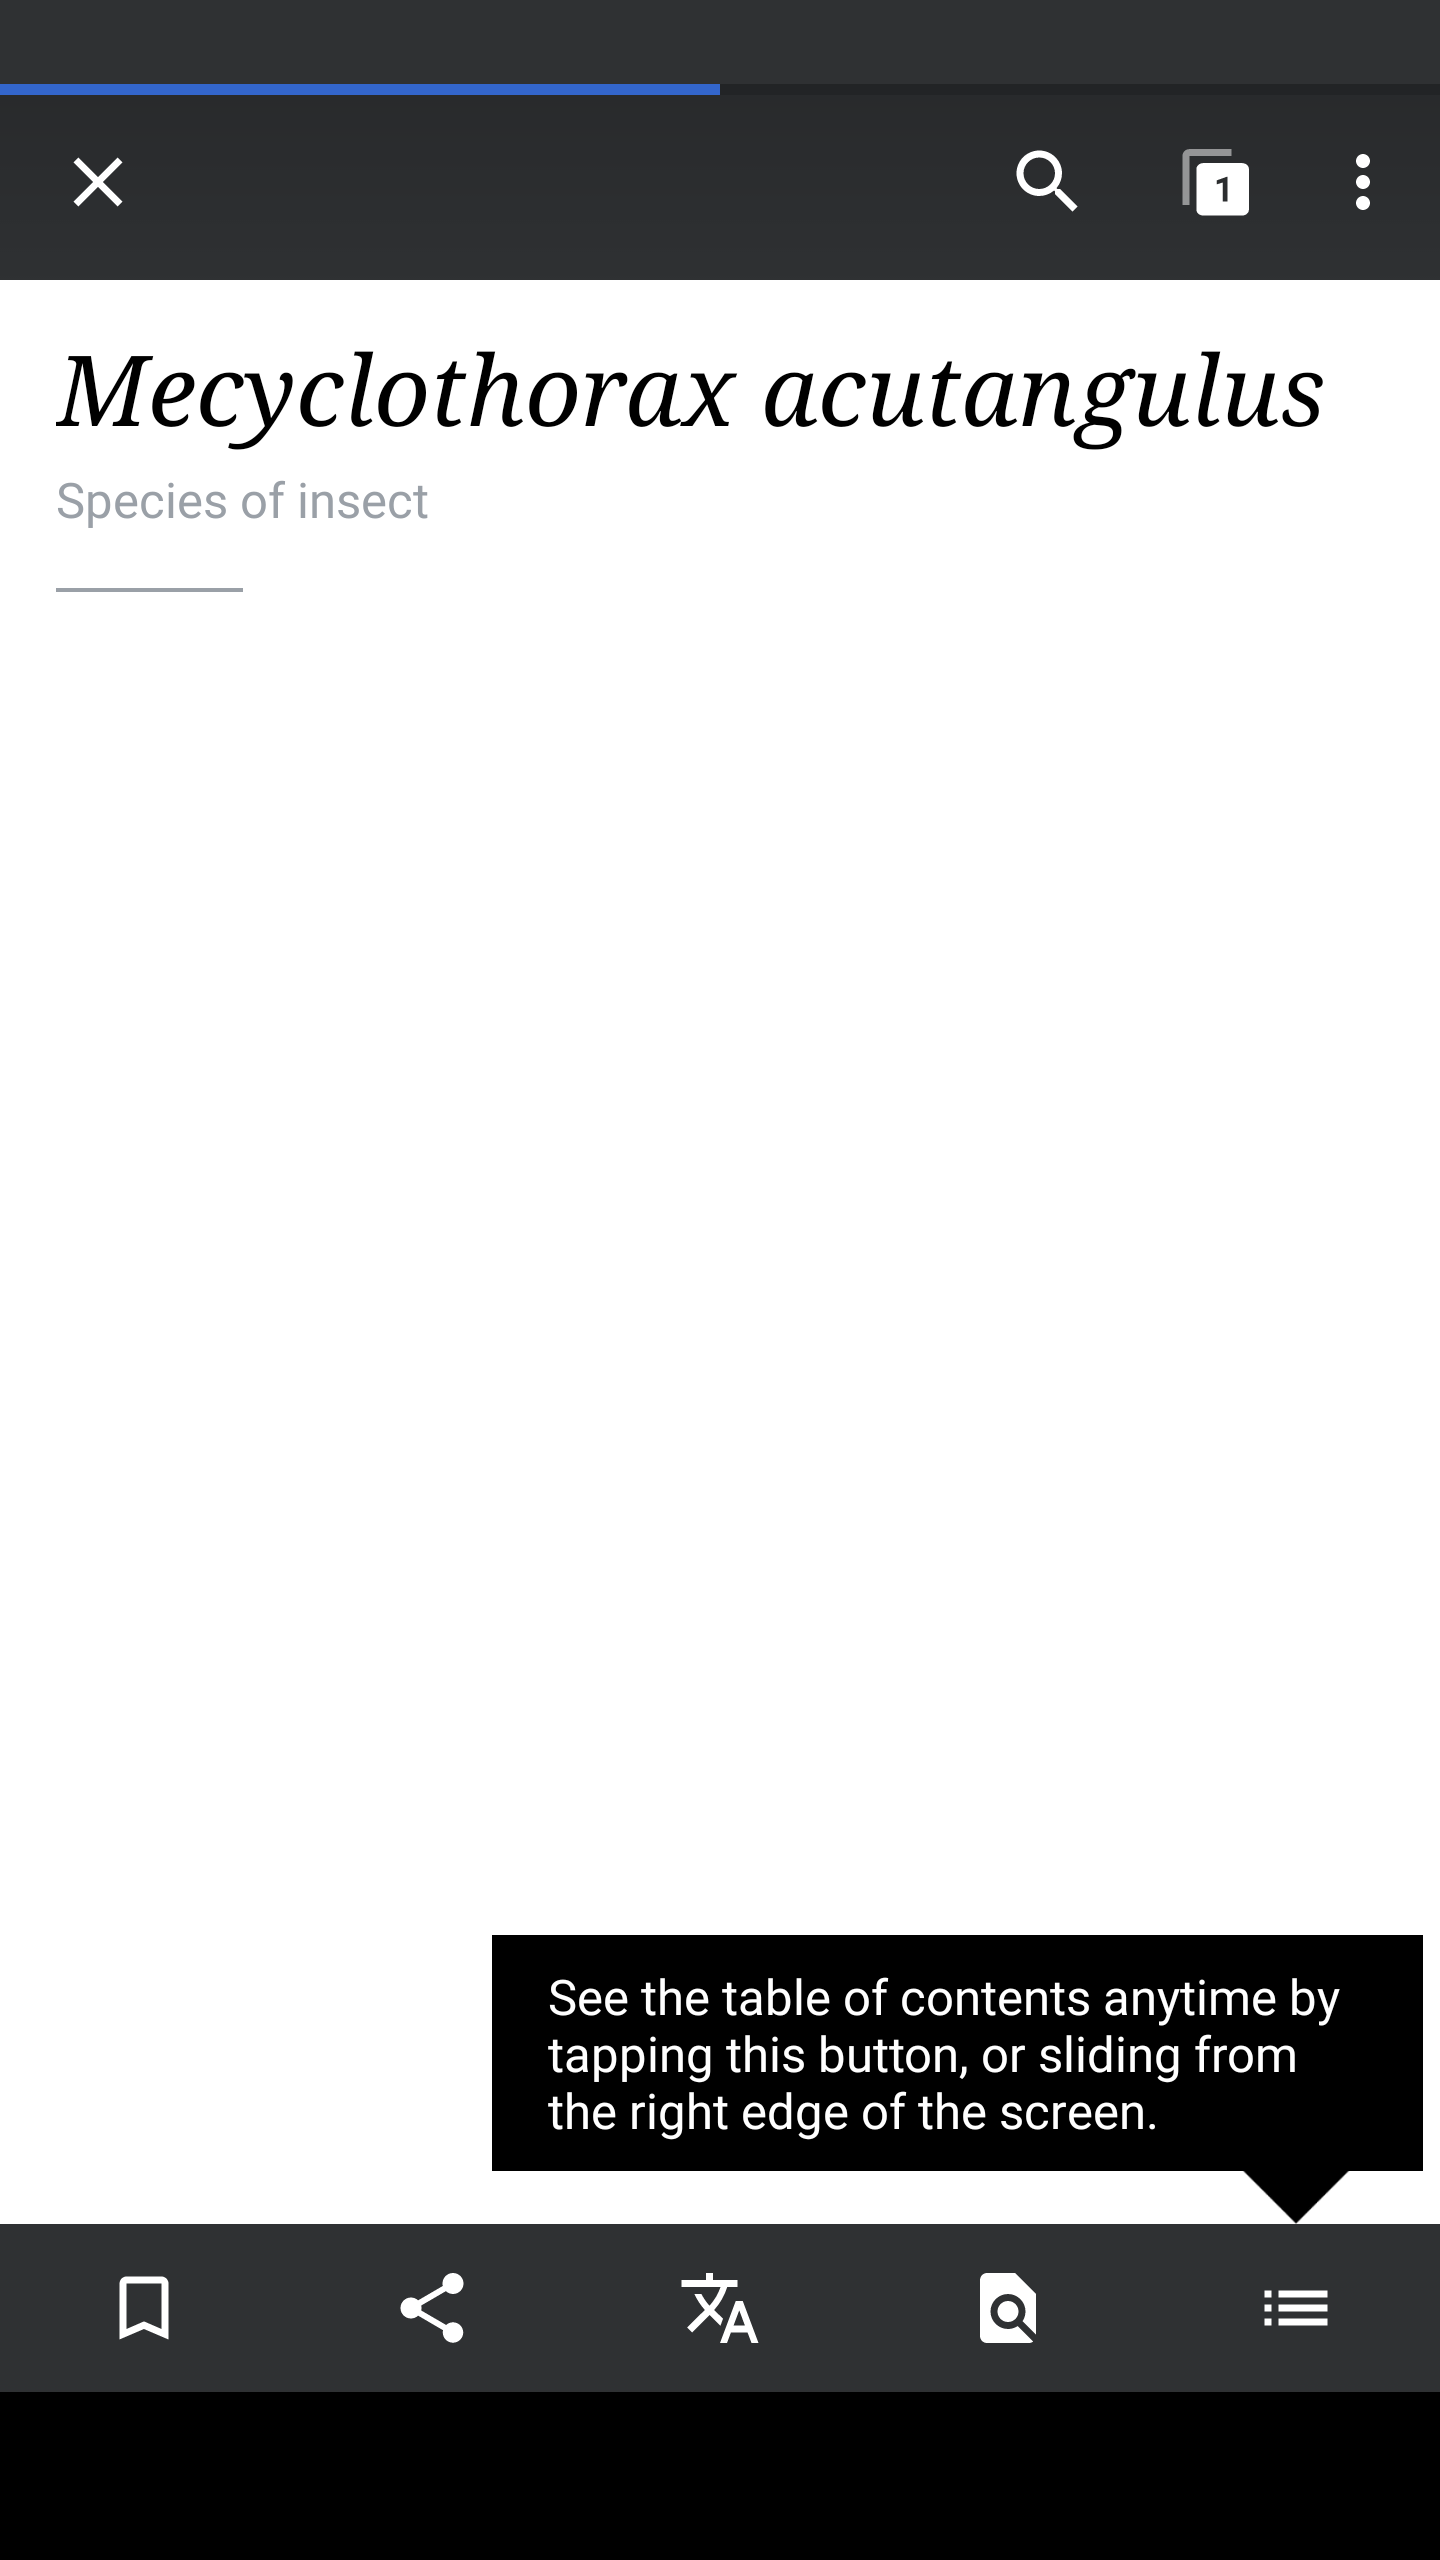 1
Mecyclothorax acutangulus
Species of insect
See the table of contents anytime by
tapping this button, or sliding from
the right edge of the screen.